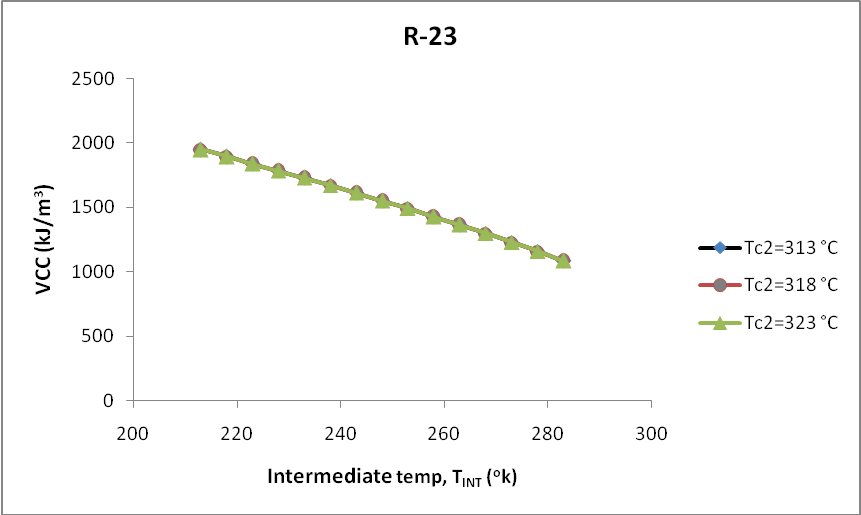 R-23
2500
2000
1500
1000
500
0
VCC (kJ/m³)
200 220 240 260 280 300
Intermediate temp, TINT (ᵒk)
Tc2=313 °C
Tc2=318 °C
Tc2=323 °C